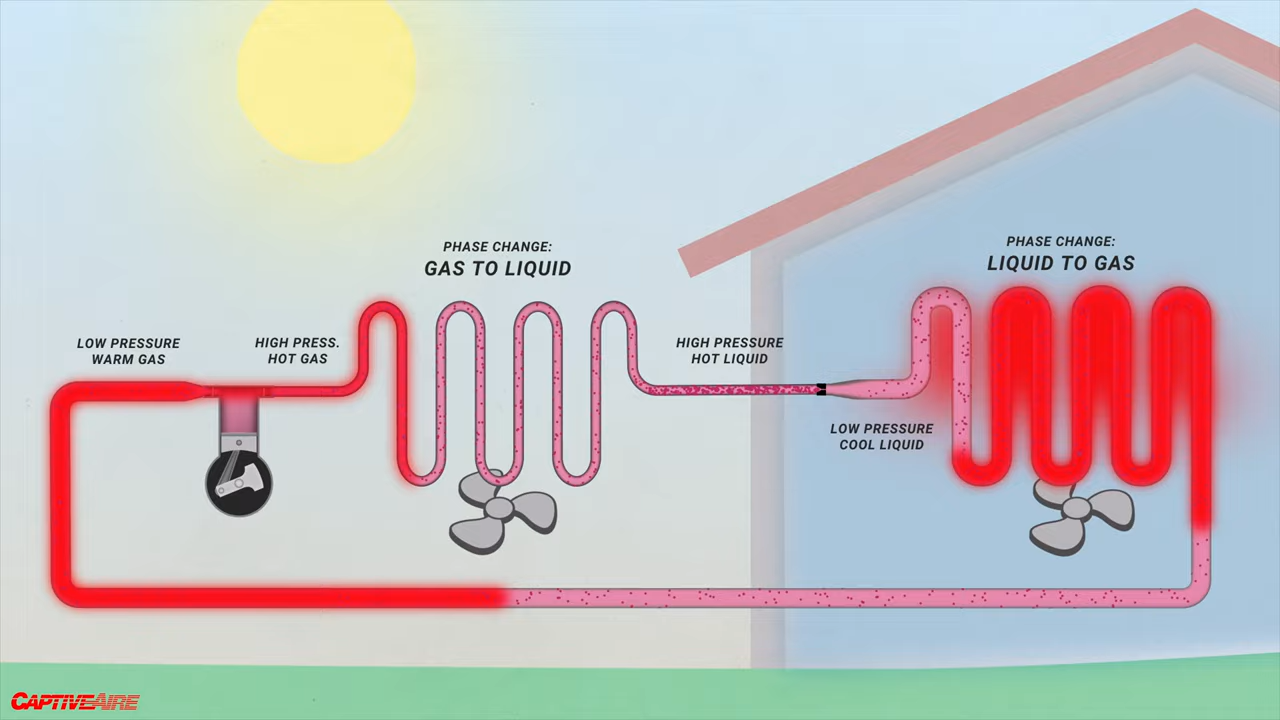 PHASE CHANGE:
GAS TO LIQUID
PHASE CHANGE:
LIQUID TO GAS
LOW PRESSURE
WARM GAS
HIGH PRESS.
HOT GAS
HIGH PRESSURE
HOT LIQUID
LOW PRESSURE
COOL LIQUID
CAPTIVEAIRE